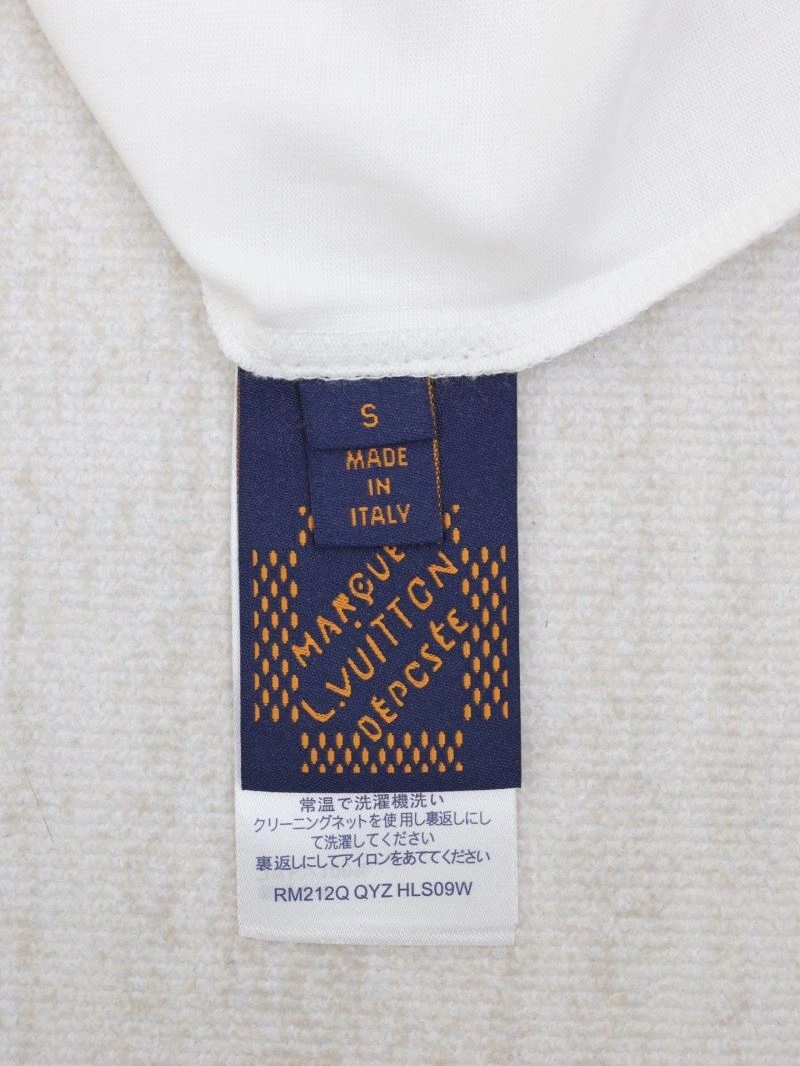 S
MADE
IN
ITALY
MARQUE
L.VUITTON
DÉPOSÉE
常温で洗濯機洗い
クリーニングネットを使用し裏返しにし
て洗濯してください
裏返しにしてアイロンをあててください
RM212Q QYZ HLS09W